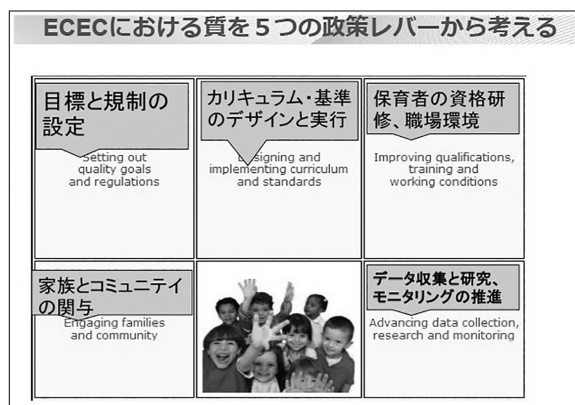 ECECにおける質を５つの政策レバーから考える
目標と規制の
設定
Setting out
quality goals
and regulations
カリキュラム・基準
のデザインと実行
Designing and
implementing curriculum
and standards
保育者の資格研
修、職場環境
Improving qualifications,
training and
working conditions
家族とコミュニテイ
の関与
Engaging families
and community
データ収集と研究、
モニタリングの推進
Advancing data collection,
research and monitoring